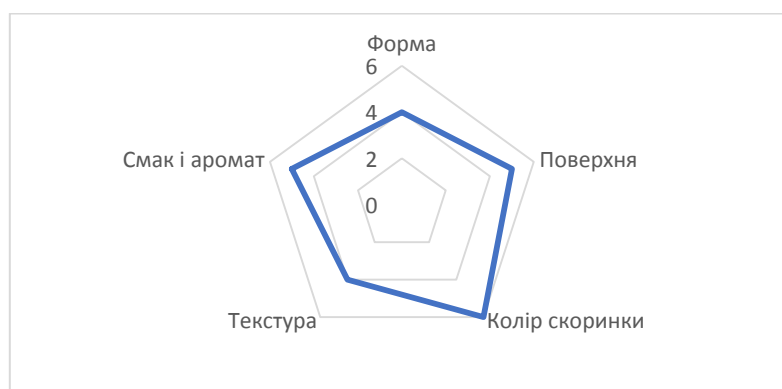 Форма
6
4
Смак і аромат
Поверхня
2
0
Текстура
Колір скоринки